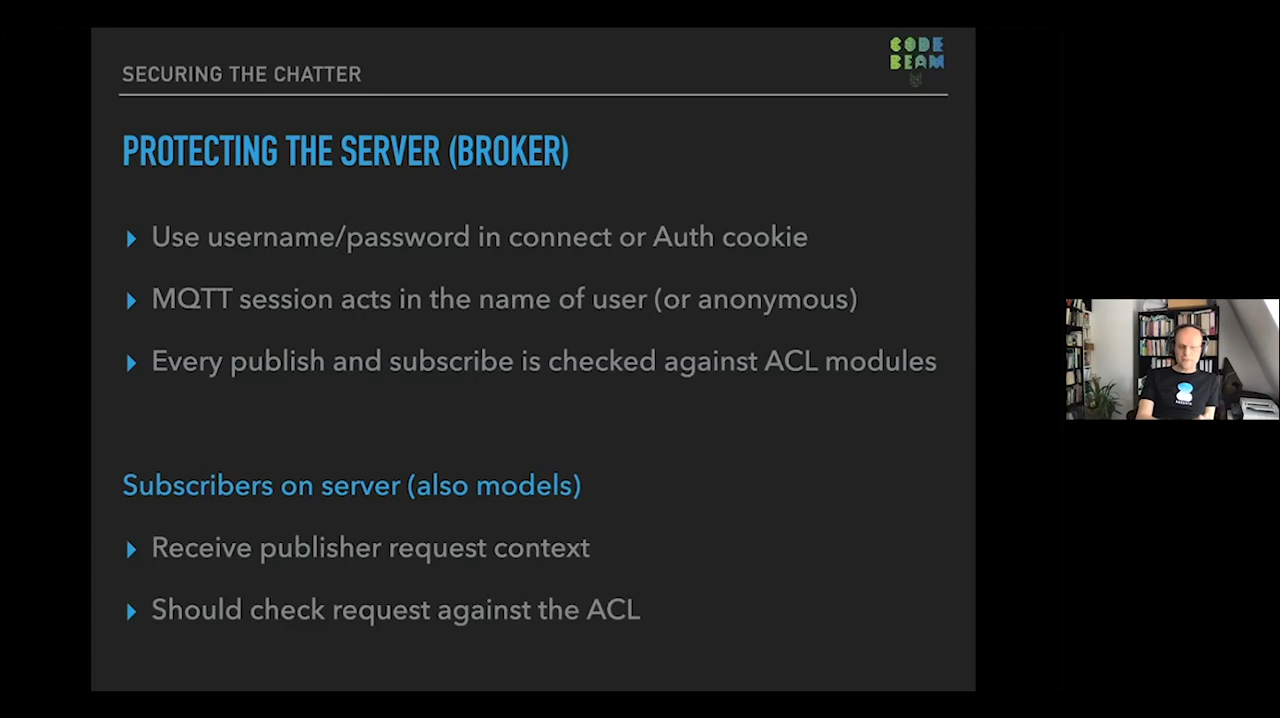 CODE
BEAM
SECURING THE CHATTER
PROTECTING THE SERVER (BROKER)
Use username/password in connect or Auth cookie
MQTT session acts in the name of user (or anonymous)
Every publish and subscribe is checked against ACL modules
Subscribers on server (also models)
Receive publisher request context
Should check request against the ACL